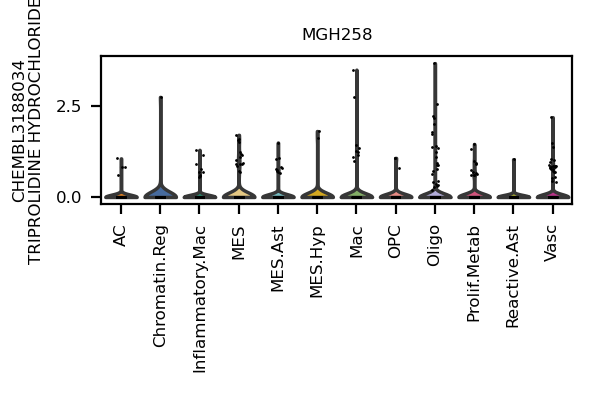 MGH258
CHEMBL3188034
TRIPROLIDINE HYDROCHLORIDE
2.5
0.0
AC
Chromatin.Reg
Inflammatory.Mac
MES
MES.Ast
MES.Hyp
Mac
OPC
Oligo
Prolif.Metab
Reactive.Ast
Vasc